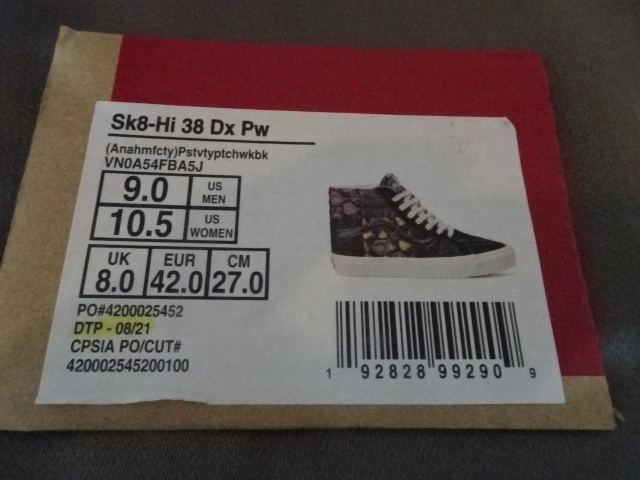 Sk8-Hi 38 Dx Pw
(Anahmfcty)Pstvtyptchwkbk
VN0A54FBA5J
9.0 US MEN
10.5 US WOMEN
UK EUR CM
8.0 42.0 27.0
PO#4200025452
DTP - 08/21
CPSIA PO/CUT#
420002545200100
1 92828 99290 9